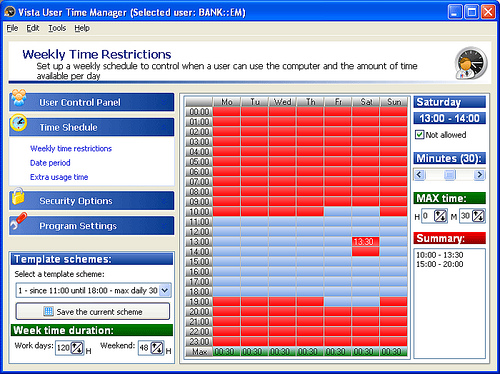 Vista User Time Manager (Selected user: BANK::EM)
File Edit Tools Help
Weekly Time Restrictions
Set up a weekly schedule to control when a user can use the computer and the amount of time
available per day
User Control Panel
Time Shedule
Weekly time restrictions
Date period
Extra usage time
Security Options
Program Settings
Template schemes:
Select a template scheme:
1 - since 11:00 until 18:00 - max daily 30
Save the current scheme
Week time duration:
Work days: 120 H Weekend: 48 H
Mo Tu Wed Th Fr Sat Sun
00:00
01:00
02:00
03:00
04:00
05:00
06:00
07:00
08:00
09:00
10:00
11:00
12:00
13:00 13:30
14:00
15:00
16:00
17:00
18:00
19:00
20:00
21:00
22:00
23:00
Max 00:30 00:30 00:30 00:30 00:30 00:30 00:30
Saturday
13:00 - 14:00
Not allowed
Minutes (30):
MAX time:
H 0 M 30
Summary:
10:00 - 13:30
15:00 - 20:00